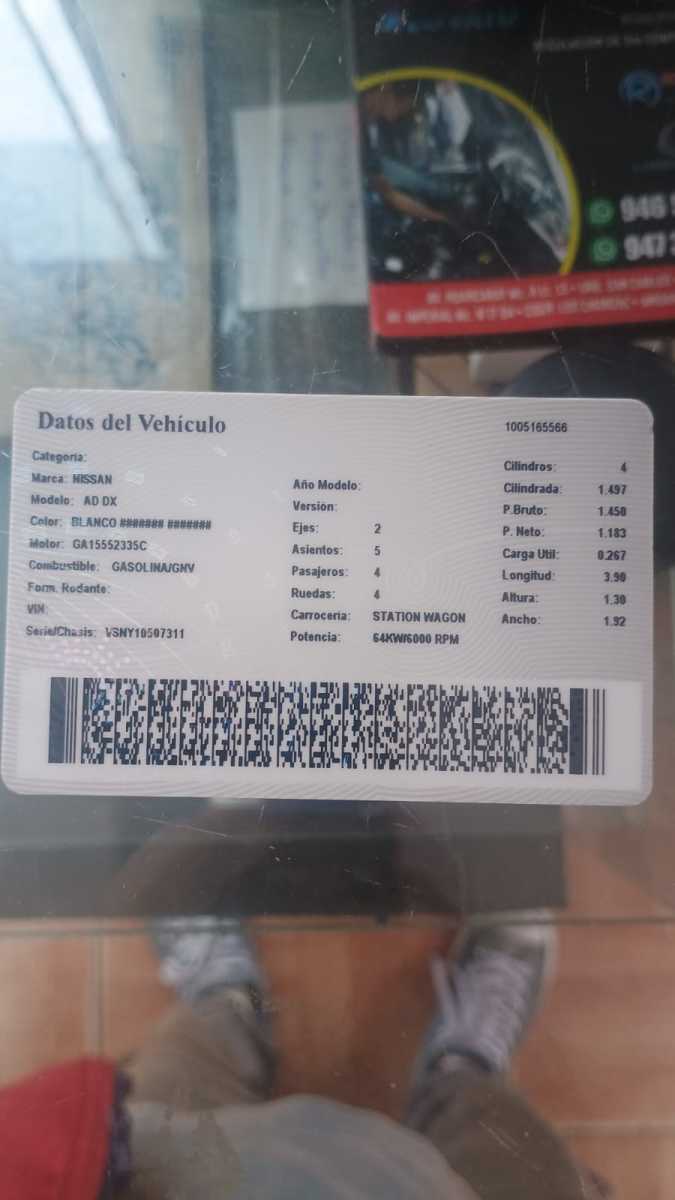 946
947
Datos del Vehículo
1005165566
Categoría:
Marca: NISSAN
Modelo: AD DX
Color: BLANCO ####### #######
Motor: GA15552335C
Combustible: GASOLINA/GNV
Form. Rodante:
VIN:
Serie/Chasis: VSNY10507311
Año Modelo:
Versión:
Ejes: 2
Asientos: 5
Pasajeros: 4
Ruedas: 4
Carrocería: STATION WAGON
Potencia: 64KW/6000 RPM
Cilindros: 4
Cilindrada: 1.497
P.Bruto: 1.450
P. Neto: 1.183
Carga Util: 0.267
Longitud: 3.90
Altura: 1.30
Ancho: 1.92